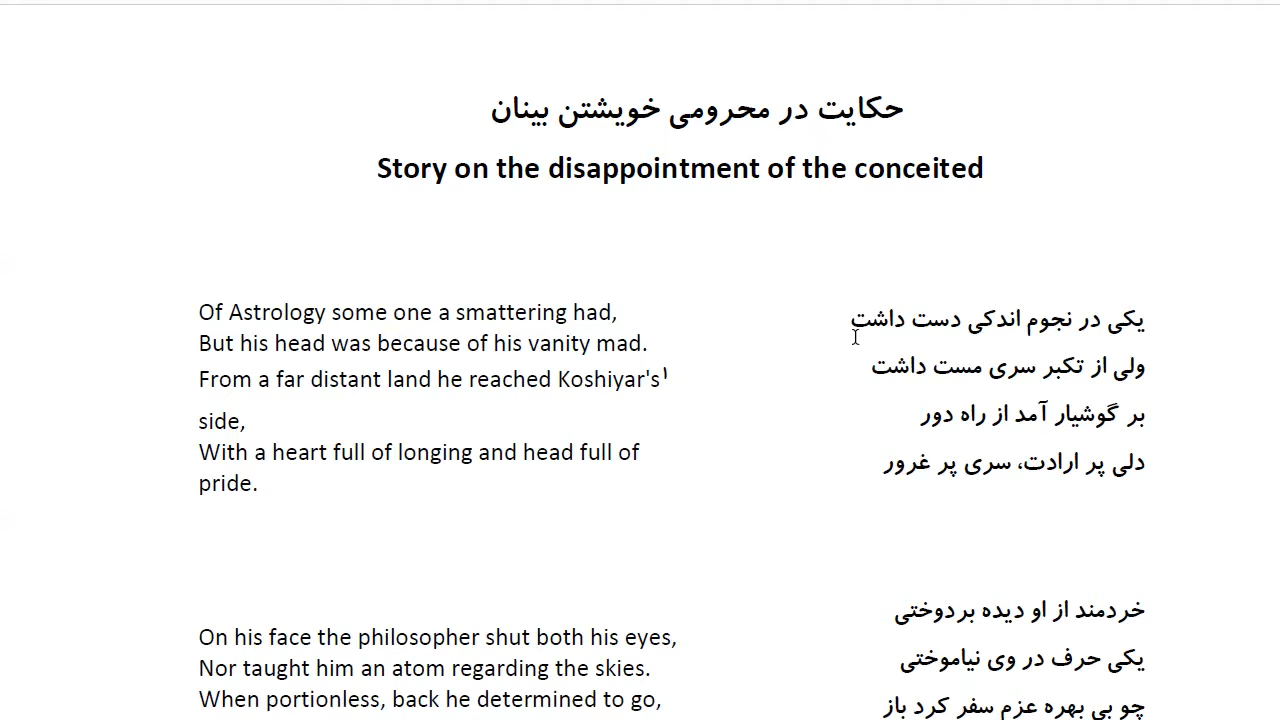 حکایت در محرومی خویشتن بینان
Story on the disappointment of the conceited
Of Astrology some one a smattering had,
But his head was because of his vanity mad.
From a far distant land he reached Koshiyar's۱
side,
With a heart full of longing and head full of
pride.
یکی در نجوم اندکی دست داشت
ولی از تکبر سری مست داشت
بر گوشیار آمد از راه دور
دلی پر ارادت، سری پر غرور
On his face the philosopher shut both his eyes,
Nor taught him an atom regarding the skies.
When portionless, back he determined to go,
خردمند از او دیده بردوختی
یکی حرف در وی نیاموختی
چو بی بهره عزم سفر کرد باز